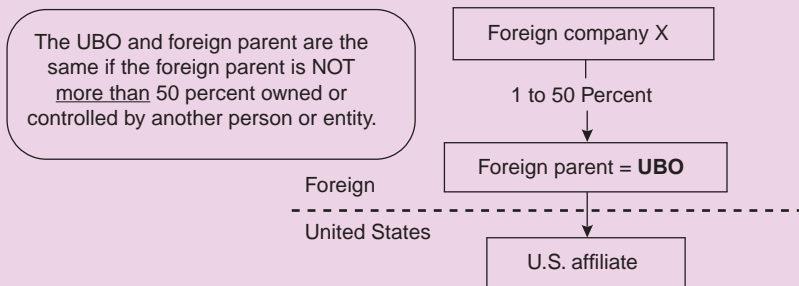 The UBO and foreign parent are the
same if the foreign parent is NOT
more than 50 percent owned or
controlled by another person or entity.
Foreign company X
1 to 50 Percent
Foreign parent = UBO
Foreign
United States
U.S. affiliate